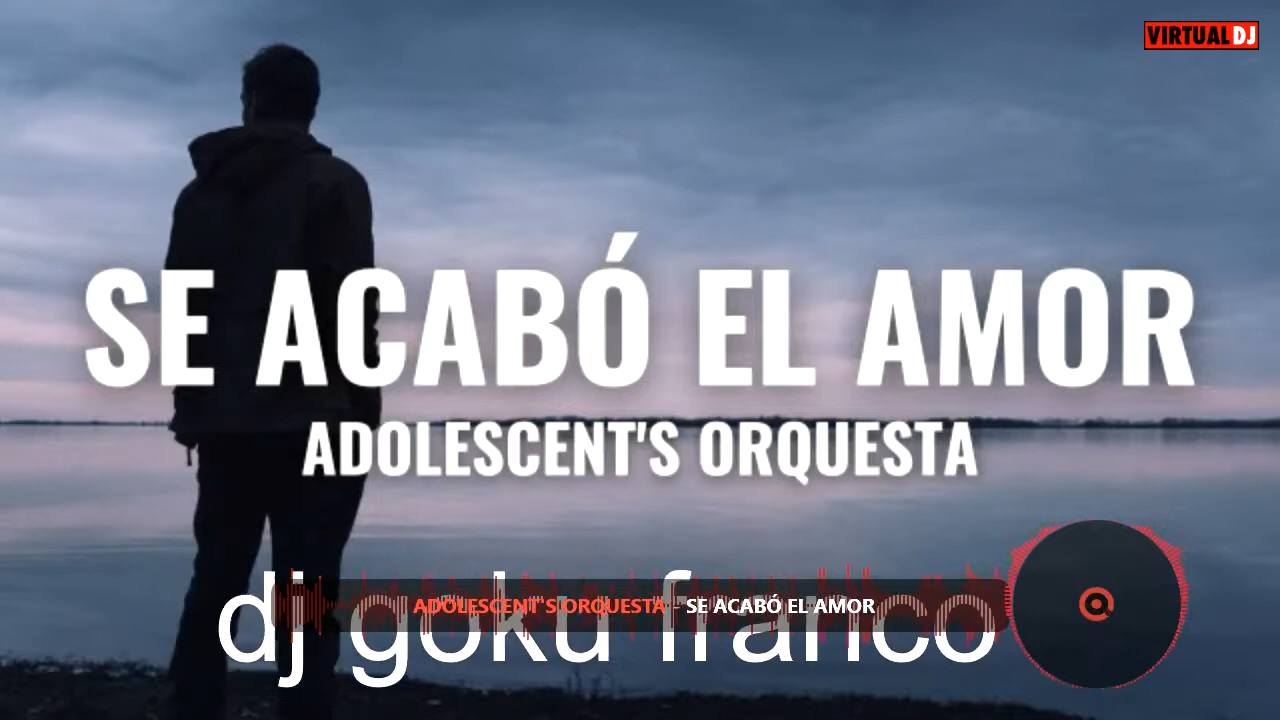 VIRTUAL DJ
SE ACABÓ EL AMOR
ADOLESCENT'S ORQUESTA
dj goku franco
ADOLESCENT'S ORQUESTA - SE ACABÓ EL AMOR